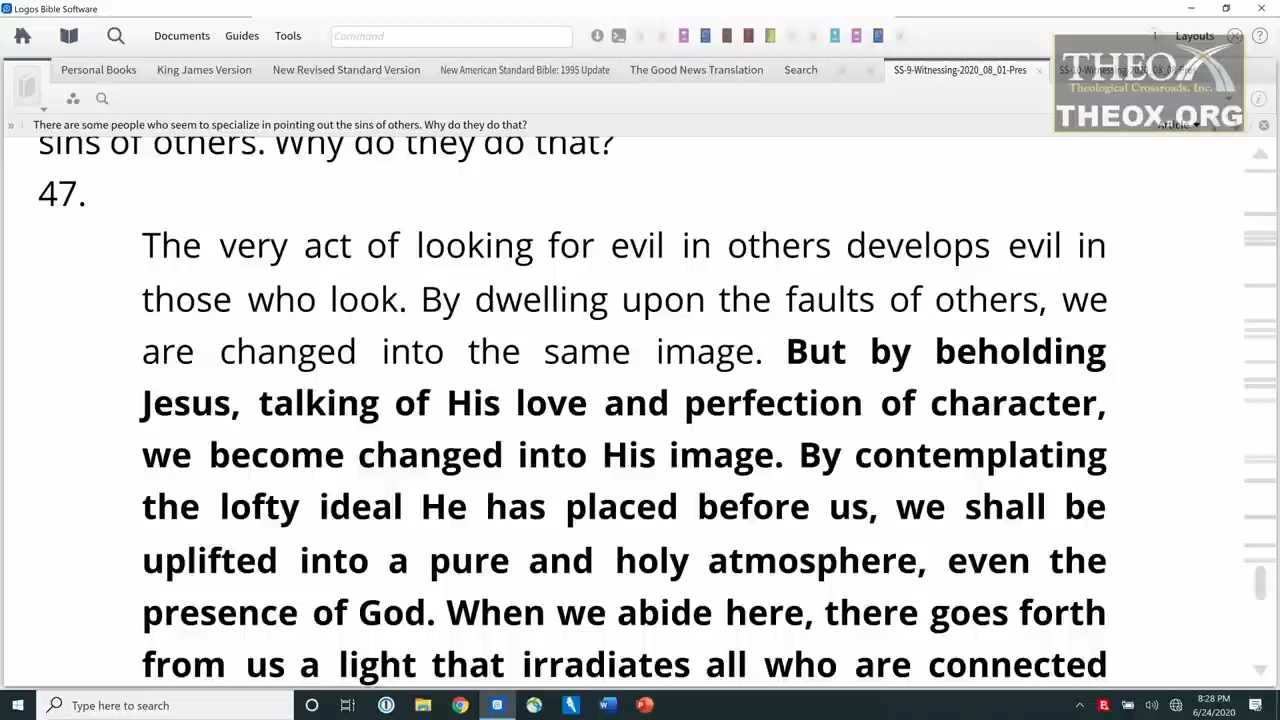 Logos Bible Software
Documents Guides Tools Command Layouts
THEOX
Theological Crossroads, Inc.
THEOX.ORG
Personal Books King James Version New Revised Standard Version New American Standard Bible: 1995 Update The Good News Translation Search SS-9-Witnessing-2020_08_01-Pres
» There are some people who seem to specialize in pointing out the sins of others. Why do they do that? Article
sins of others. Why do they do that?
47.
The very act of looking for evil in others develops evil in
those who look. By dwelling upon the faults of others, we
are changed into the same image. But by beholding
Jesus, talking of His love and perfection of character,
we become changed into His image. By contemplating
the lofty ideal He has placed before us, we shall be
uplifted into a pure and holy atmosphere, even the
presence of God. When we abide here, there goes forth
from us a light that irradiates all who are connected
Type here to search
8:28 PM
6/24/2020